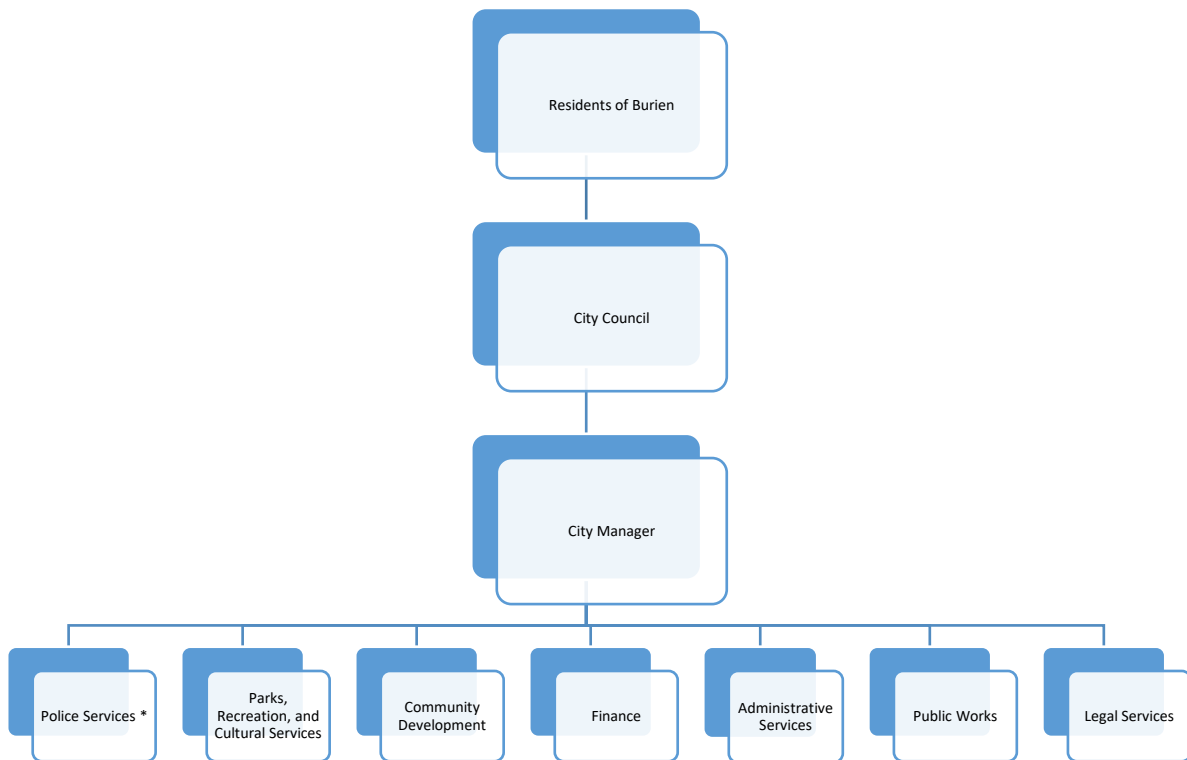 Residents of Burien
City Council
City Manager
Police Services *
Parks,
Recreation, and
Cultural Services
Community
Development
Finance
Administrative
Services
Public Works
Legal Services